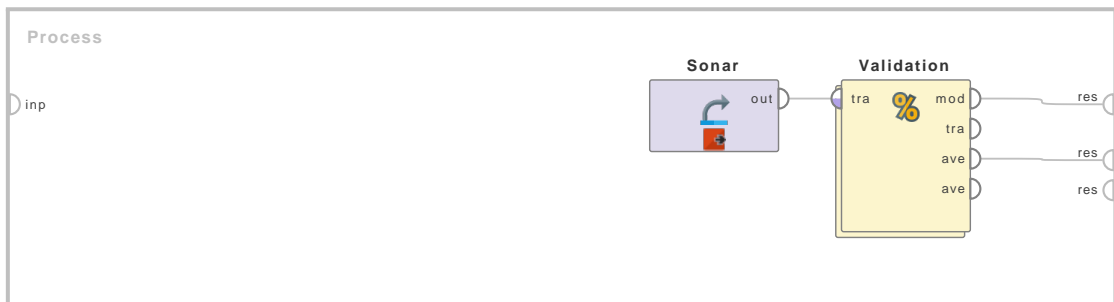 Process
Sonar
Validation
inp
out
tra
mod
res
tra
ave
res
ave
res
%